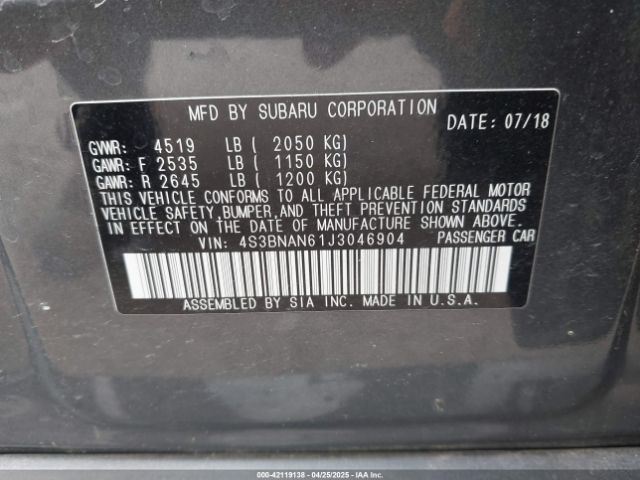 MFD BY SUBARU CORPORATION
DATE: 07/18
GVWR: 4519 LB ( 2050 KG)
GAWR: F 2535 LB ( 1150 KG)
GAWR: R 2645 LB ( 1200 KG)
THIS VEHICLE CONFORMS TO ALL APPLICABLE FEDERAL MOTOR
VEHICLE SAFETY, BUMPER, AND THEFT PREVENTION STANDARDS
IN EFFECT ON THE DATE OF MANUFACTURE SHOWN ABOVE.
VIN: 4S3BNAN61J3046904 PASSENGER CAR
ASSEMBLED BY SIA INC. MADE IN U.S.A.
000-42119138 - 04/25/2025 - IAAI.COM